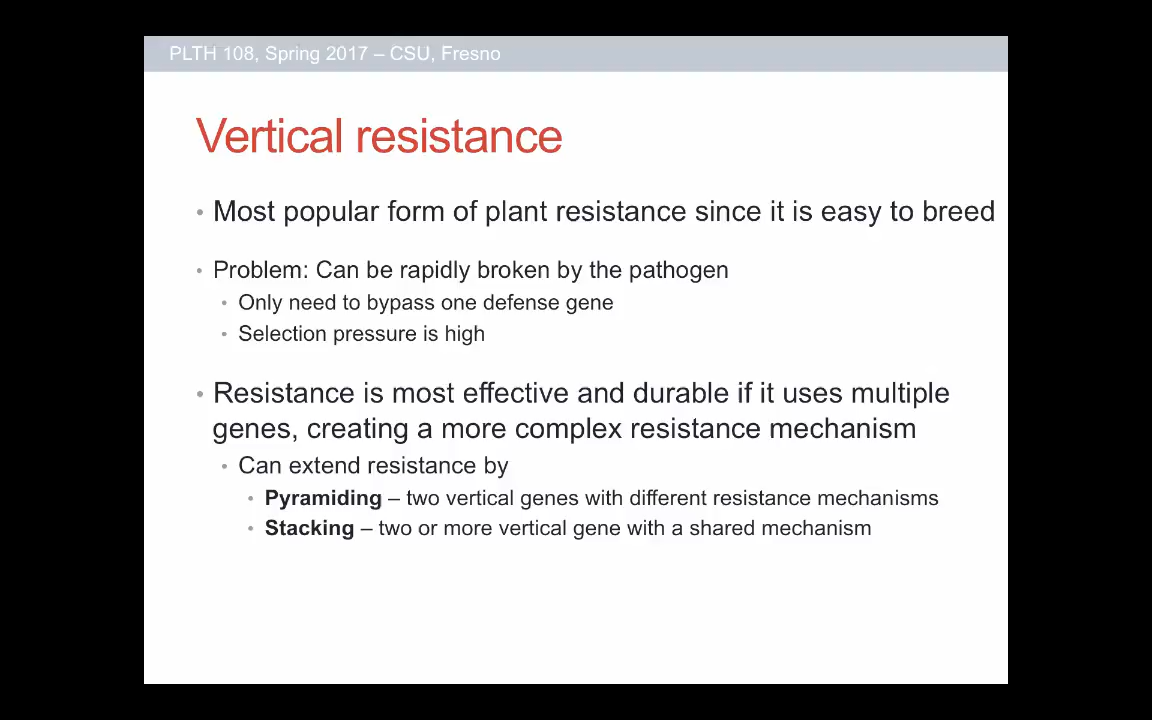 PLTH 108, Spring 2017 – CSU, Fresno
Vertical resistance
• Most popular form of plant resistance since it is easy to breed
• Problem: Can be rapidly broken by the pathogen
• Only need to bypass one defense gene
• Selection pressure is high
• Resistance is most effective and durable if it uses multiple
genes, creating a more complex resistance mechanism
• Can extend resistance by
• Pyramiding – two vertical genes with different resistance mechanisms
• Stacking – two or more vertical gene with a shared mechanism